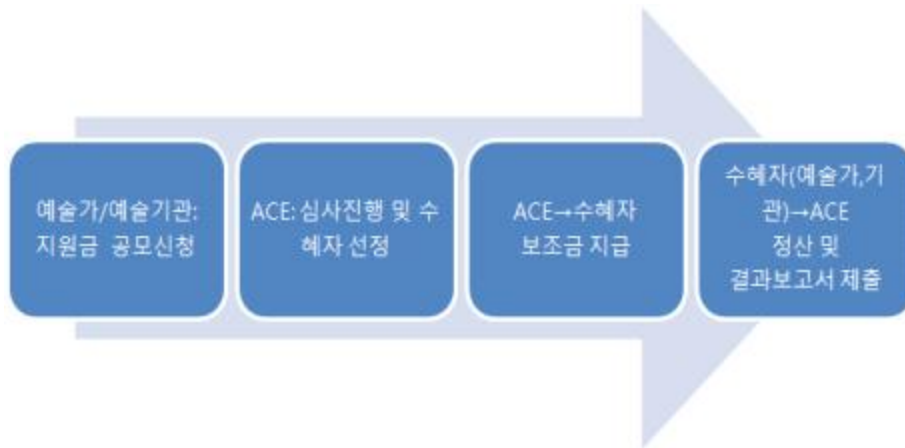 예술가/예술기관:
지원금 공모신청
ACE: 심사진행 및 수
혜자 선정
ACE→수혜자
보조금 지급
수혜자(예술가,기
관)→ACE
정산 및
결과보고서 제출